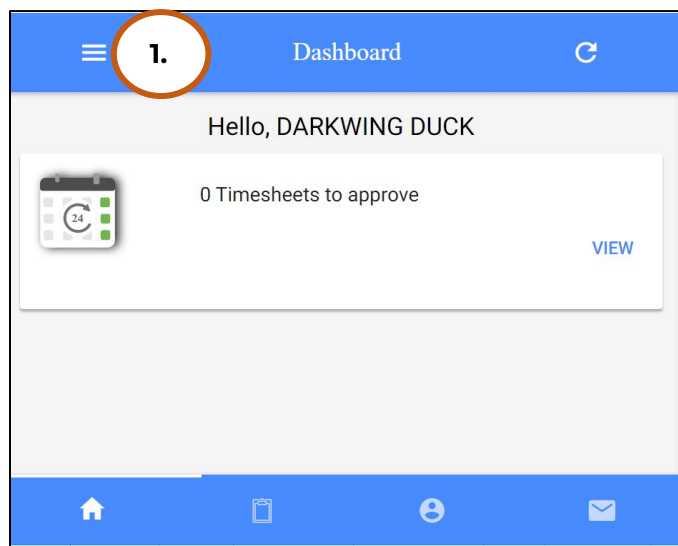 1.
Dashboard
Hello, DARKWING DUCK
24
0 Timesheets to approve
VIEW